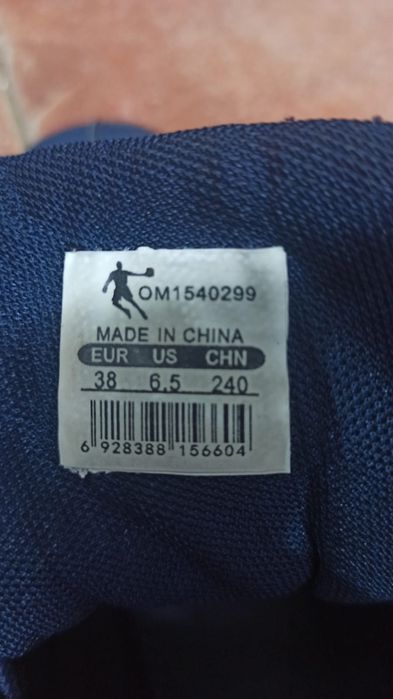 OM1540299
MADE IN CHINA
EUR US CHN
38 6.5 240
6 928388 156604